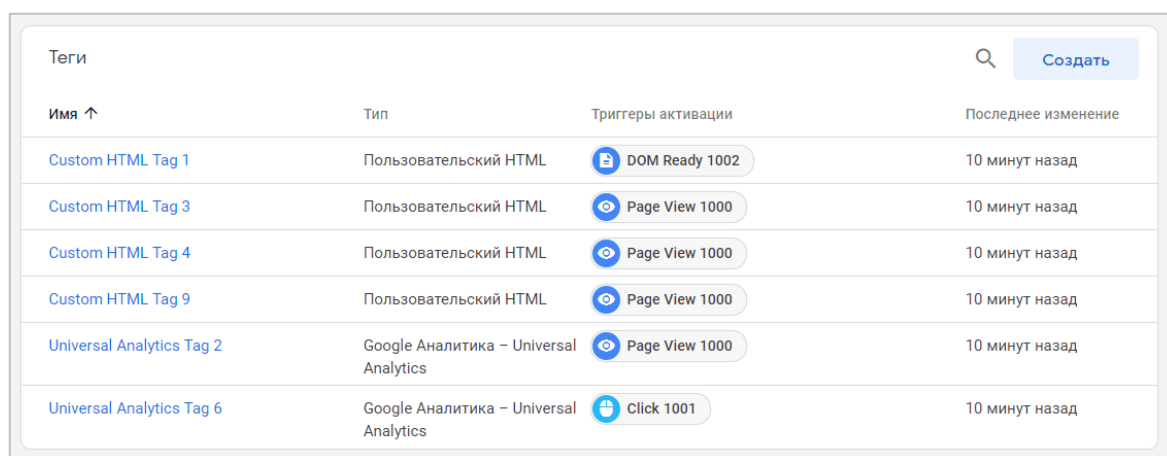 Теги
Создать
Имя Тип Триггеры активации Последнее изменение
Custom HTML Tag 1 Пользовательский HTML DOM Ready 1002 10 минут назад
Custom HTML Tag 3 Пользовательский HTML Page View 1000 10 минут назад
Custom HTML Tag 4 Пользовательский HTML Page View 1000 10 минут назад
Custom HTML Tag 9 Пользовательский HTML Page View 1000 10 минут назад
Universal Analytics Tag 2 Google Аналитика – Universal Page View 1000 10 минут назад
Analytics
Universal Analytics Tag 6 Google Аналитика – Universal Click 1001 10 минут назад
Analytics